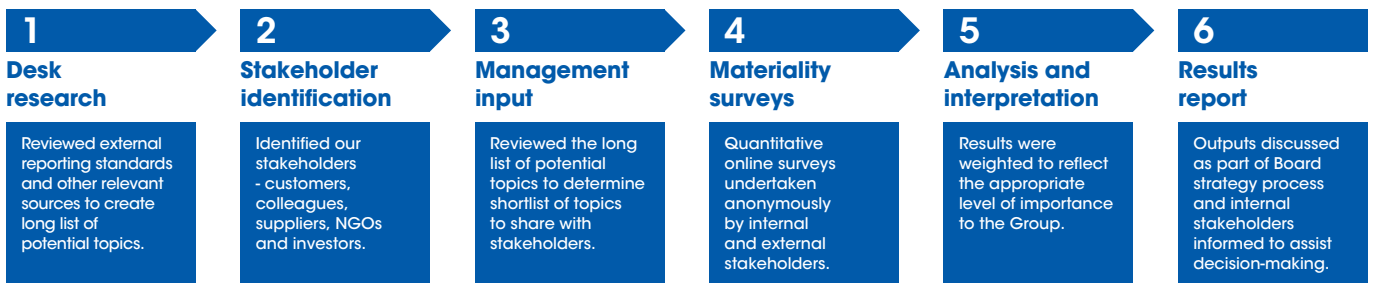 1
Desk
research
Reviewed external
reporting standards
and other relevant
sources to create
long list of
potential topics.
2
Stakeholder
identification
Identified our
stakeholders
- customers,
colleagues,
suppliers, NGOs
and investors.
3
Management
input
Reviewed the long
list of potential
topics to determine
shortlist of topics
to share with
stakeholders.
4
Materiality
surveys
Quantitative
online surveys
undertaken
anonymously
by internal
and external
stakeholders.
5
Analysis and
interpretation
Results were
weighted to reflect
the appropriate
level of importance
to the Group.
6
Results
report
Outputs discussed
as part of Board
strategy process
and internal
stakeholders
informed to assist
decision-making.